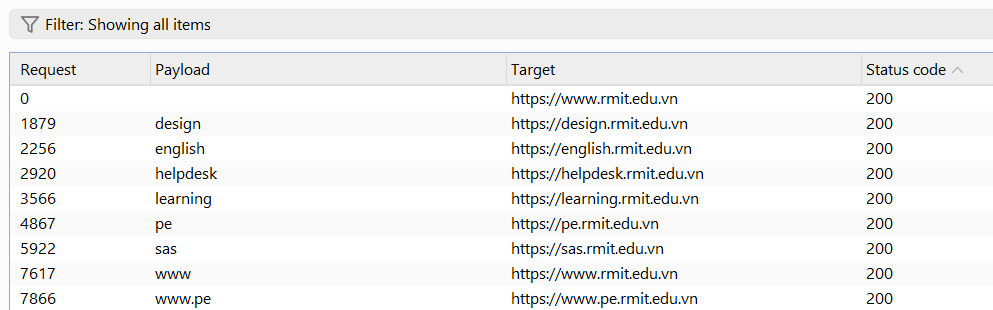 Filter: Showing all items
Request Payload Target Status code
0 https://www.rmit.edu.vn 200
1879 design https://design.rmit.edu.vn 200
2256 english https://english.rmit.edu.vn 200
2920 helpdesk https://helpdesk.rmit.edu.vn 200
3566 learning https://learning.rmit.edu.vn 200
4867 pe https://pe.rmit.edu.vn 200
5922 sas https://sas.rmit.edu.vn 200
7617 www https://www.rmit.edu.vn 200
7866 www.pe https://www.pe.rmit.edu.vn 200